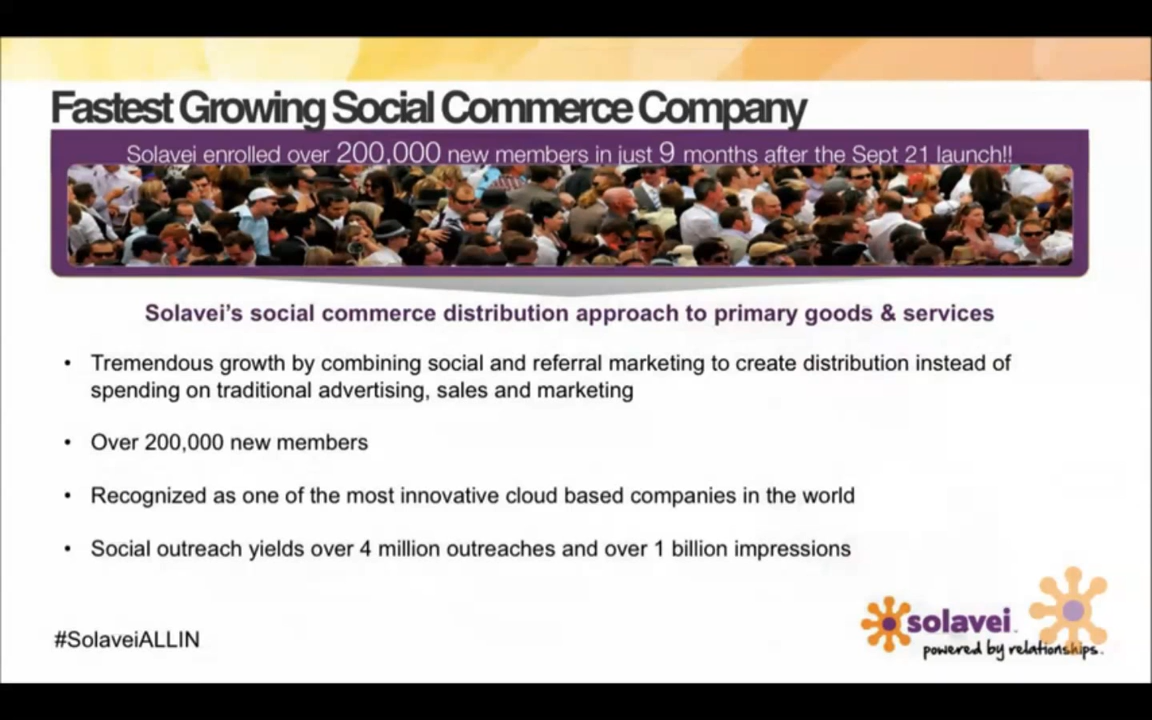 Fastest Growing Social Commerce Company
Solavei enrolled over 200,000 new members in just 9 months after the Sept 21 launch!!
Solavei's social commerce distribution approach to primary goods & services
• Tremendous growth by combining social and referral marketing to create distribution instead of
spending on traditional advertising, sales and marketing
• Over 200,000 new members
• Recognized as one of the most innovative cloud based companies in the world
• Social outreach yields over 4 million outreaches and over 1 billion impressions
#SolaveiALLIN
solavei™
powered by relationships.